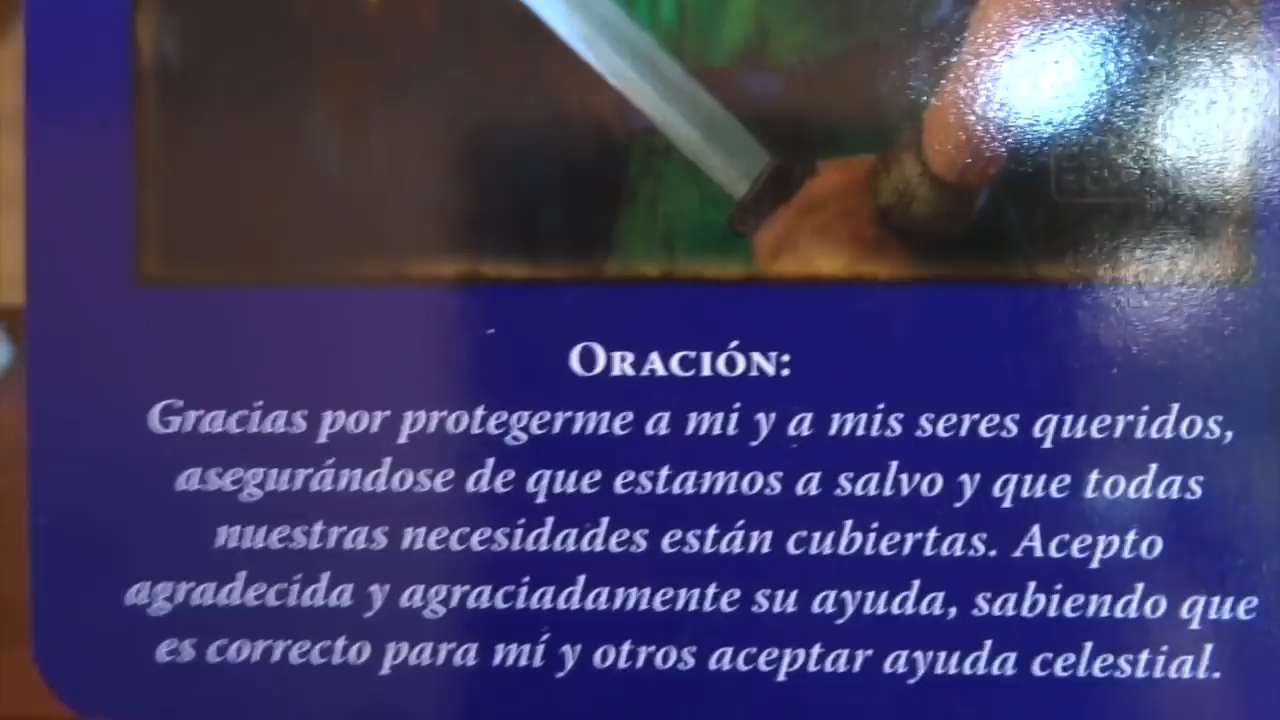 ORACIÓN:
Gracias por protegerme a mi y a mis seres queridos,
asegurándose de que estamos a salvo y que todas
nuestras necesidades están cubiertas. Acepto
agradecida y agraciadamente su ayuda, sabiendo que
es correcto para mí y otros aceptar ayuda celestial.